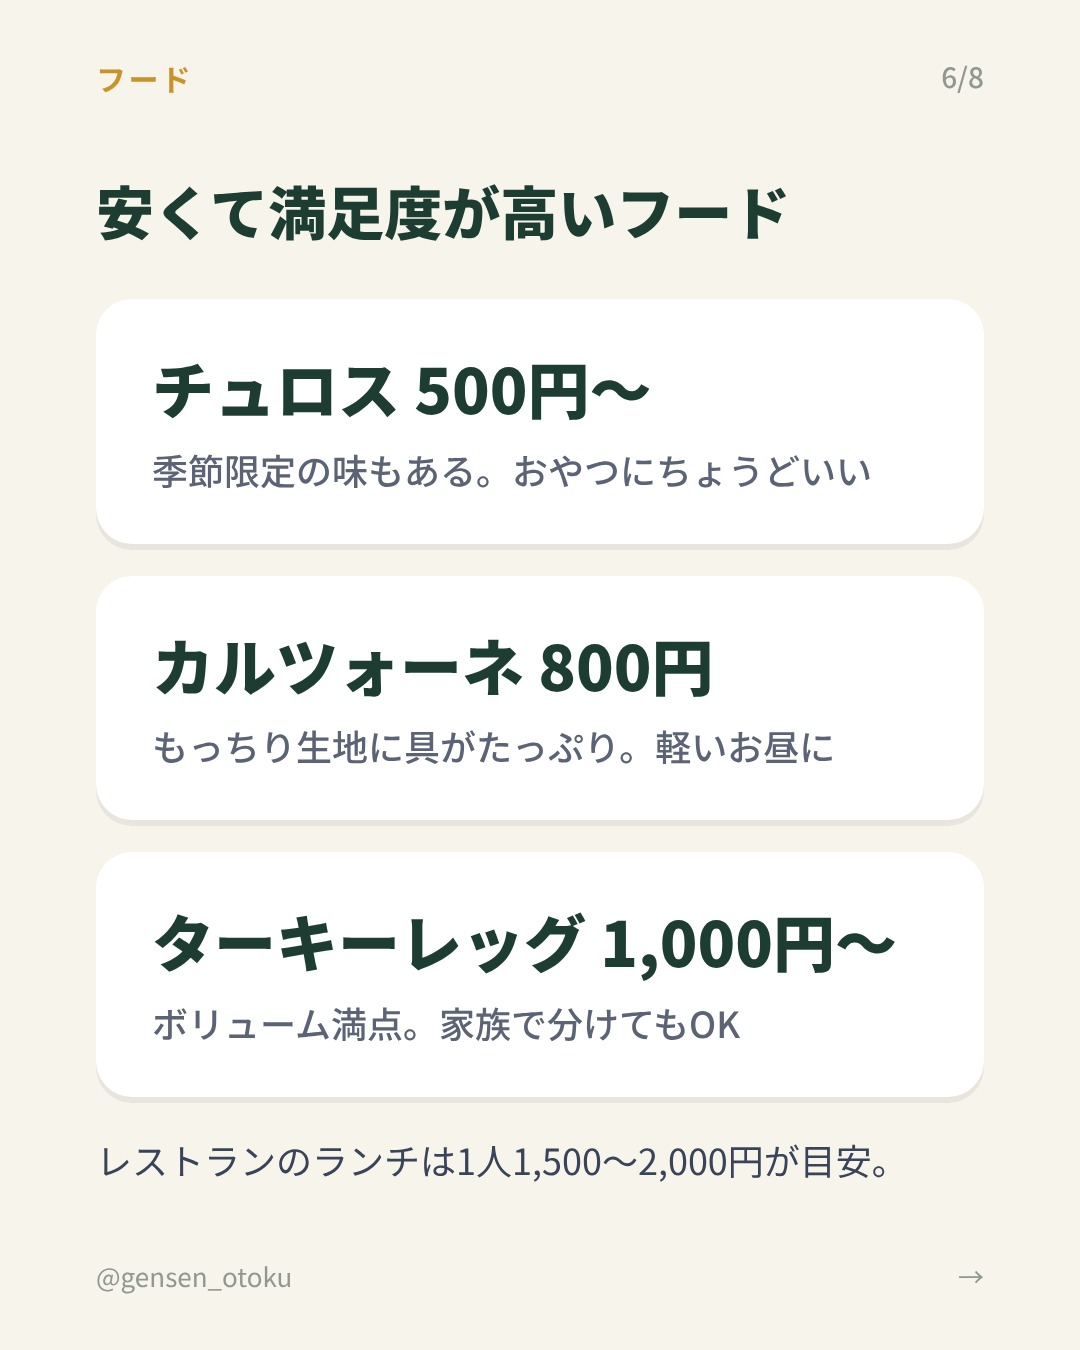 フード
6/8
安くて満足度が高いフード
チュロス 500円〜
季節限定の味もある。おやつにちょうどいい
カルツォーネ 800円
もっちり生地に具がたっぷり。軽いお昼に
ターキーレッグ 1,000円〜
ボリューム満点。家族で分けてもOK
レストランのランチは1人1,500〜2,000円が目安。
@gensen_otoku
→